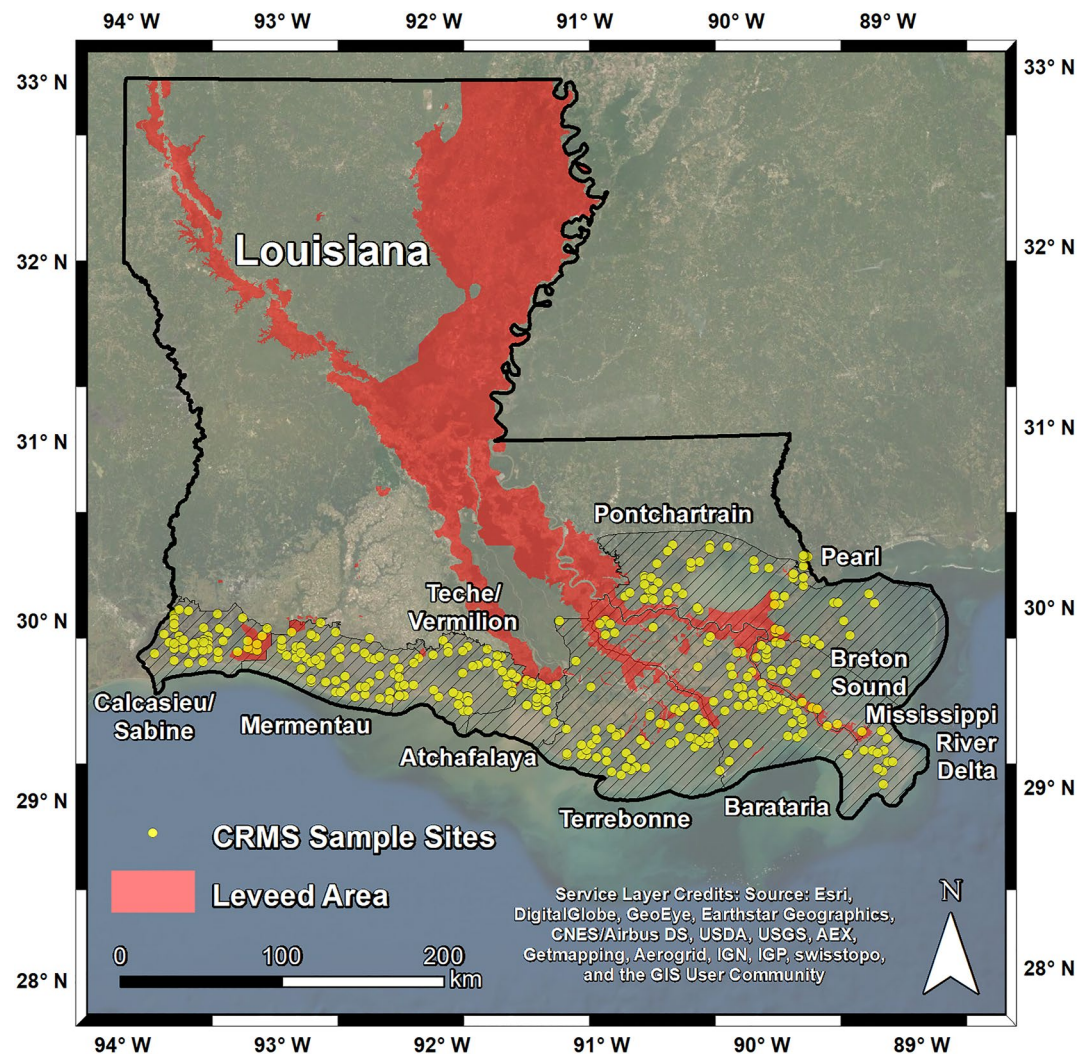 94° W 93° W 92° W 91° W 90° W 89° W
33° N 33° N
Louisiana
32° N 32° N
31° N 31° N
Pontchartrain
Pearl
Teche/
Vermilion
30° N 30° N
Breton
Sound
Calcasieu/
Sabine
Mermentau
Mississippi
River
Delta
Atchafalaya
29° N 29° N
Terrebonne
Barataria
CRMS Sample Sites
Leveed Area
Service Layer Credits: Source: Esri,
DigitalGlobe, GeoEye, Earthstar Geographics,
CNES/Airbus DS, USDA, USGS, AEX,
Getmapping, Aerogrid, IGN, IGP, swisstopo,
and the GIS User Community
N
0 100 200
km
28° N 28° N
94° W 93° W 92° W 91° W 90° W 89° W